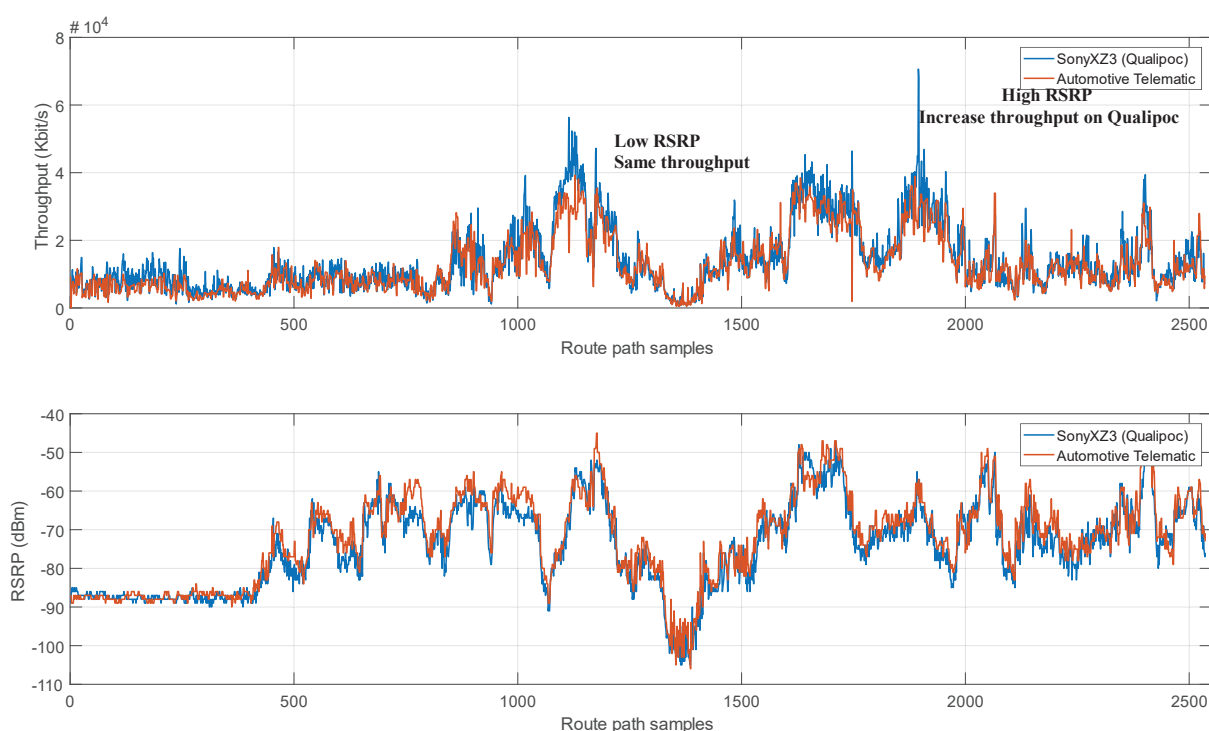 # 10^4
8
6
4
2
0
Throughput (Kbit/s)
SonyXZ3 (Qualipoc)
Automotive Telematic
High RSRP
Increase throughput on Qualipoc
Low RSRP
Same throughput
0 500 1000 1500 2000 2500
Route path samples
-40
-50
-60
-70
-80
-90
-100
-110
RSRP (dBm)
SonyXZ3 (Qualipoc)
Automotive Telematic
0 500 1000 1500 2000 2500
Route path samples